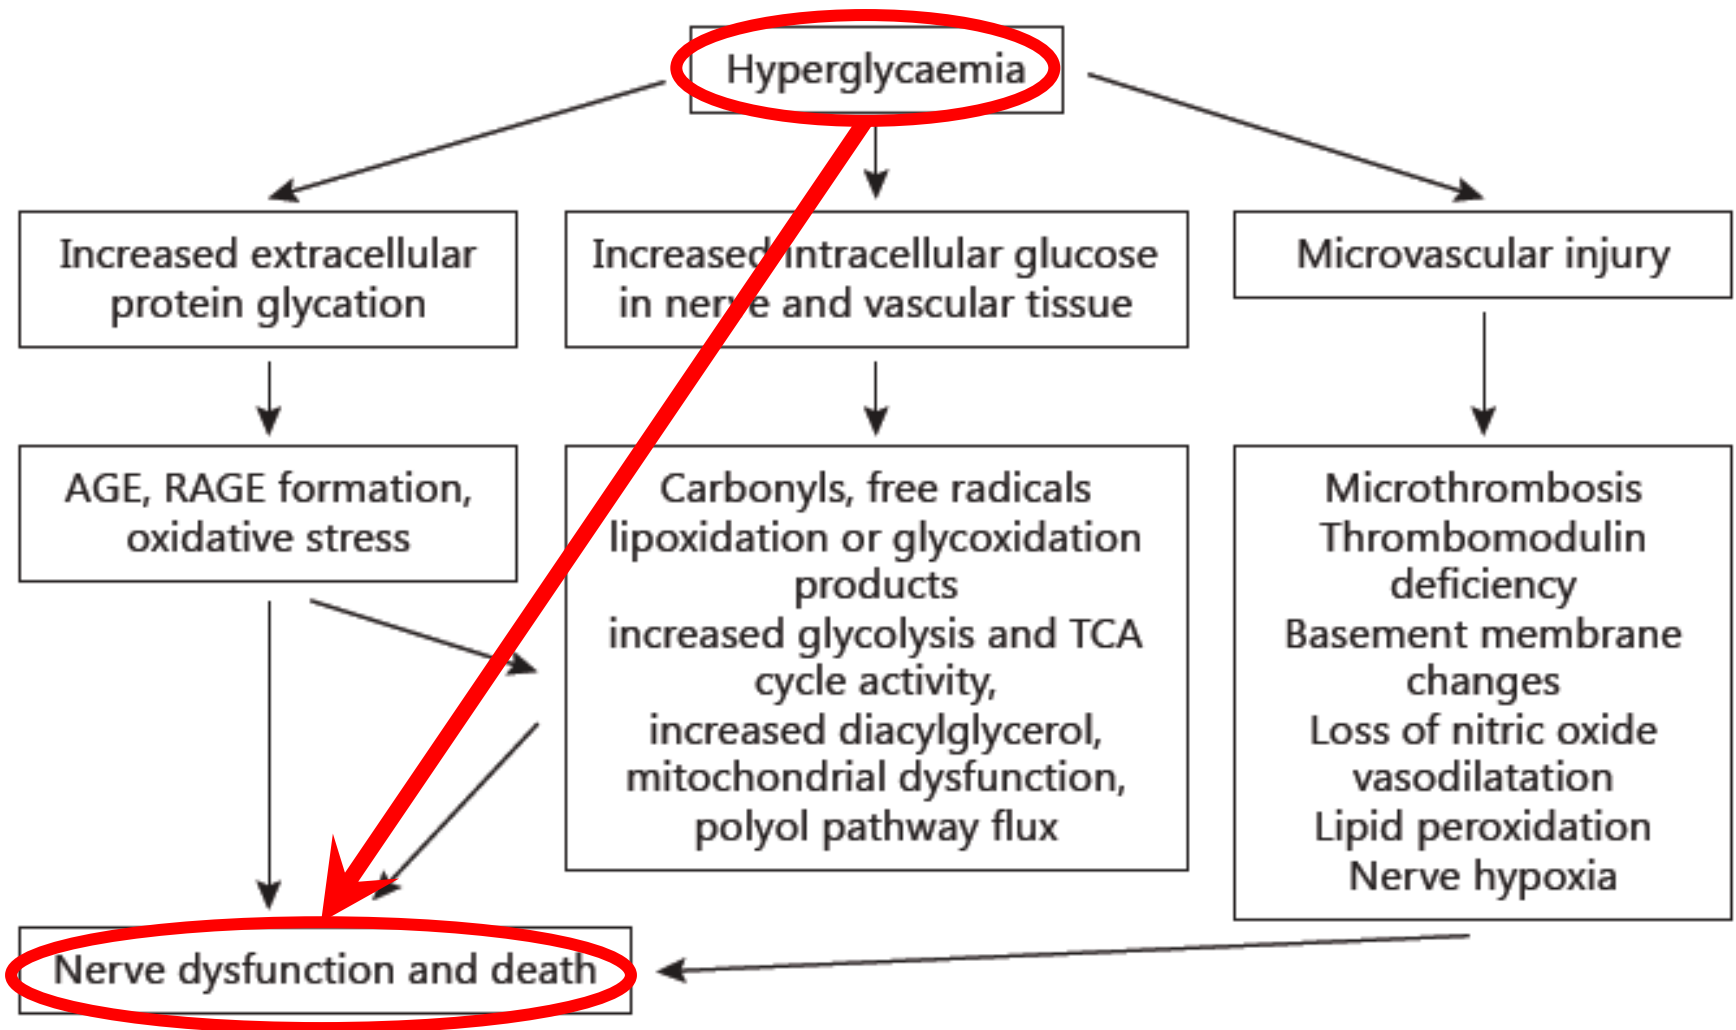 Hyperglycaemia
Increased extracellular
protein glycation
Increased intracellular glucose
in nerve and vascular tissue
Microvascular injury
AGE, RAGE formation,
oxidative stress
Carbonyls, free radicals
lipoxidation or glycoxidation
products
increased glycolysis and TCA
cycle activity,
increased diacylglycerol,
mitochondrial dysfunction,
polyol pathway flux
Microthrombosis
Thrombomodulin
deficiency
Basement membrane
changes
Loss of nitric oxide
vasodilatation
Lipid peroxidation
Nerve hypoxia
Nerve dysfunction and death